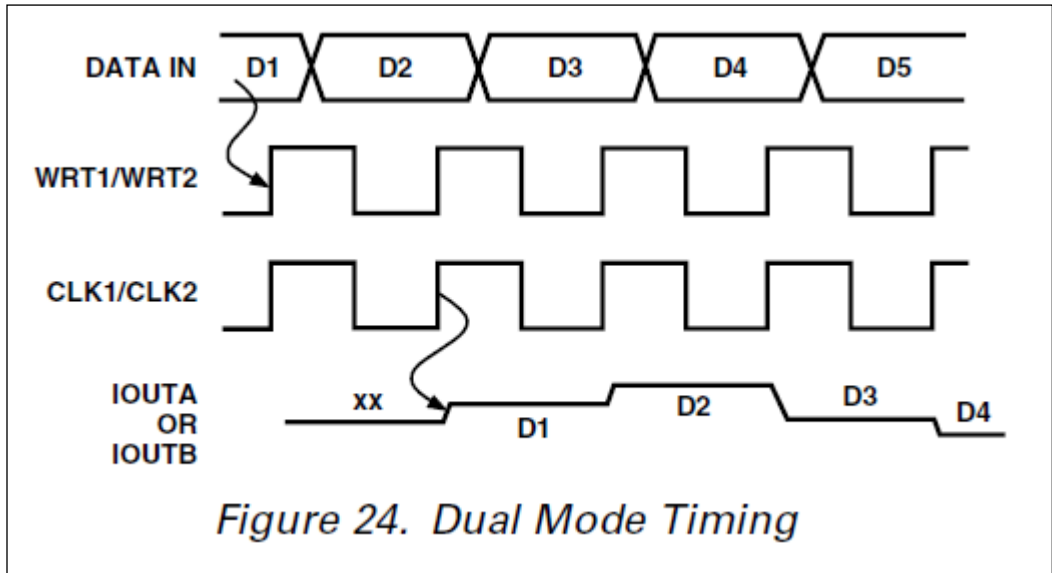 DATA IN D1 D2 D3 D4 D5
WRT1/WRT2
CLK1/CLK2
IOUTA
OR
IOUTB
xx D1 D2 D3 D4
Figure 24. Dual Mode Timing